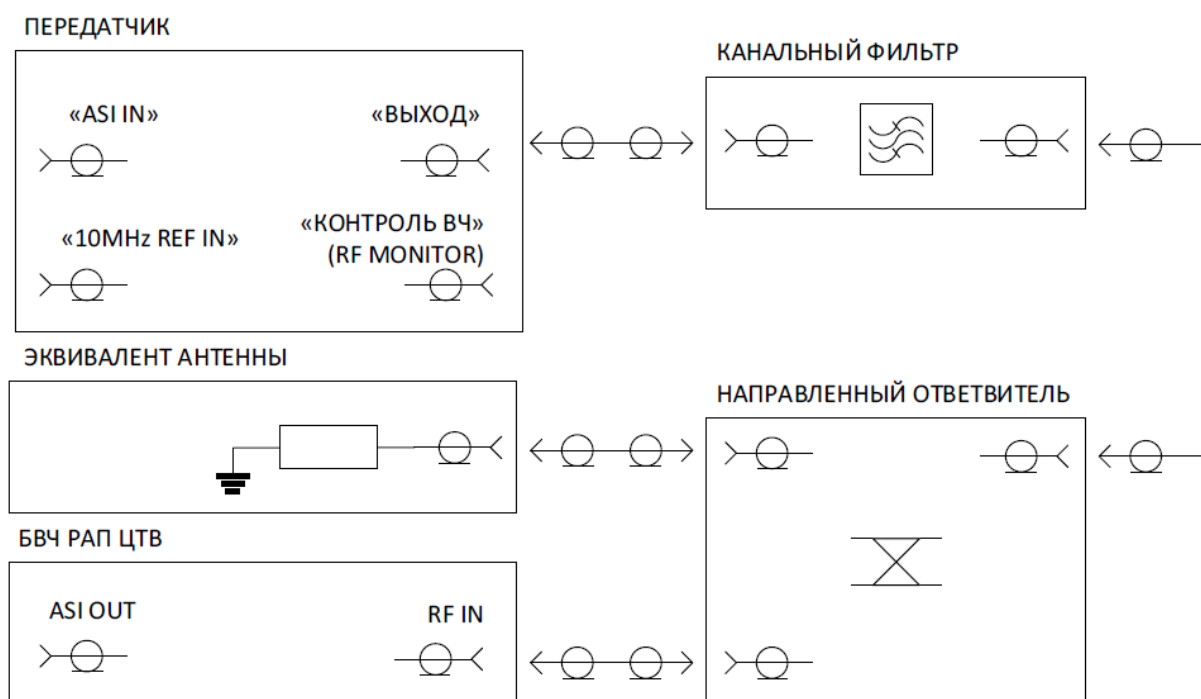 ПЕРЕДАТЧИК
КАНАЛЬНЫЙ ФИЛЬТР
«ASI IN»
«ВЫХОД»
«10MHz REF IN»
«КОНТРОЛЬ ВЧ»
(RF MONITOR)
ЭКВИВАЛЕНТ АНТЕННЫ
НАПРАВЛЕННЫЙ ОТВЕТВИТЕЛЬ
БВЧ РАП ЦТВ
ASI OUT
RF IN